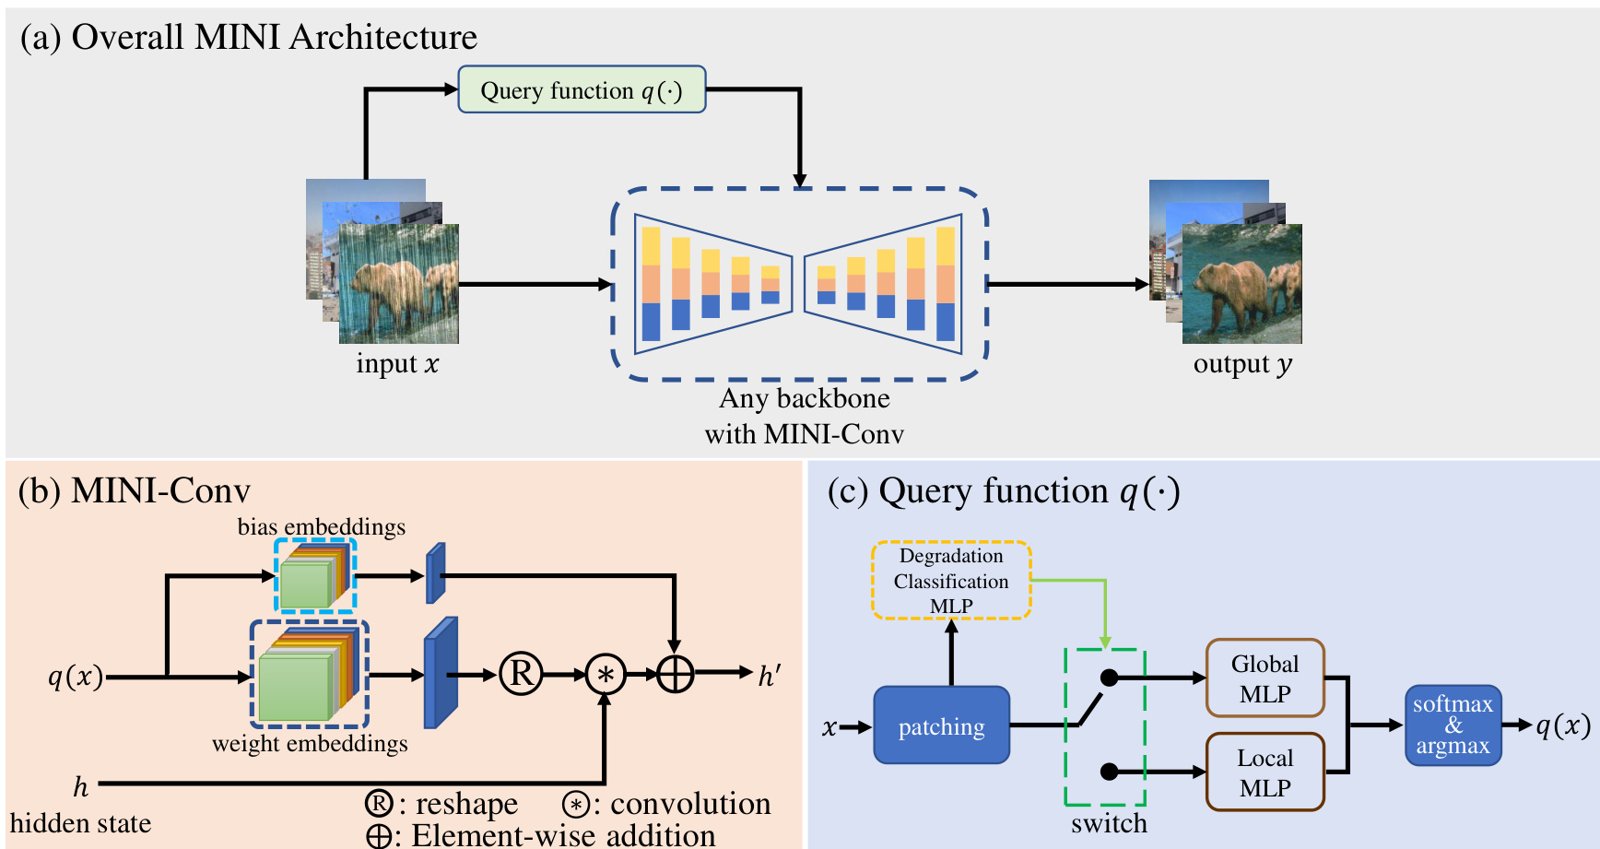 (a) Overall MINI Architecture
Query function q(·)
input x
output y
Any backbone
with MINI-Conv
(b) MINI-Conv
bias embeddings
q(x)
R
*
h′
weight embeddings
h
hidden state
Ⓡ: reshape ⊛: convolution
⊕: Element-wise addition
(c) Query function q(·)
Degradation
Classification
MLP
x
patching
switch
Global
MLP
Local
MLP
softmax
&
argmax
q(x)